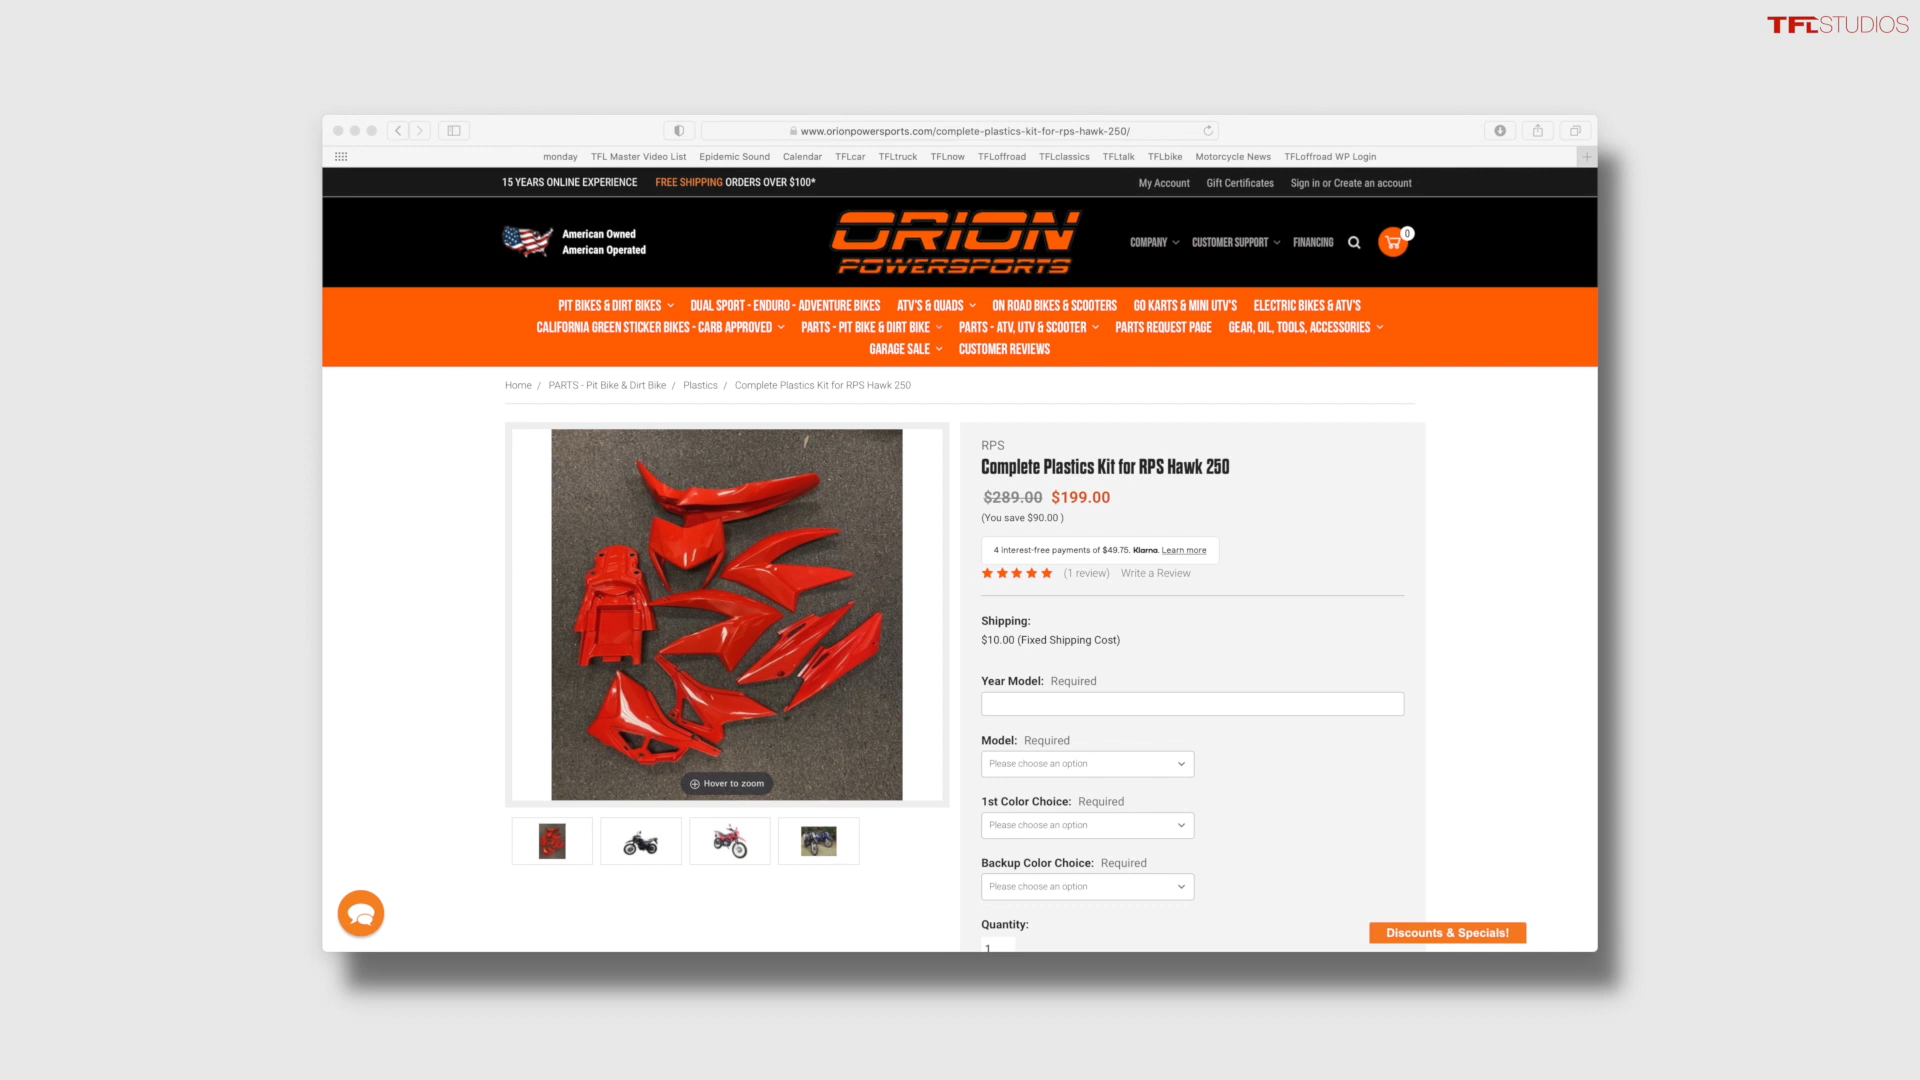 TFLSTUDIOS
www.orionpowersports.com/complete-plastics-kit-for-rps-hawk-250/
monday TFL Master Video List Epidemic Sound Calendar TFLcar TFLtruck TFLnow TFLoffroad TFLclassics TFLtalk TFLbike Motorcycle News TFLoffroad WP Login
15 YEARS ONLINE EXPERIENCE FREE SHIPPING ORDERS OVER $100* My Account Gift Certificates Sign in or Create an account
American Owned
American Operated
ORION
POWERSPORTS
COMPANY CUSTOMER SUPPORT FINANCING 0
PIT BIKES & DIRT BIKES DUAL SPORT - ENDURO - ADVENTURE BIKES ATV'S & QUADS ON ROAD BIKES & SCOOTERS GO KARTS & MINI UTV'S ELECTRIC BIKES & ATV'S
CALIFORNIA GREEN STICKER BIKES - CARB APPROVED PARTS - PIT BIKE & DIRT BIKE PARTS - ATV, UTV & SCOOTER PARTS REQUEST PAGE GEAR, OIL, TOOLS, ACCESSORIES
GARAGE SALE CUSTOMER REVIEWS
Home / PARTS - Pit Bike & Dirt Bike / Plastics / Complete Plastics Kit for RPS Hawk 250
RPS
Complete Plastics Kit for RPS Hawk 250
$289.00 $199.00
(You save $90.00 )
4 interest-free payments of $49.75. Klarna. Learn more
(1 review) Write a Review
Shipping:
$10.00 (Fixed Shipping Cost)
Year Model: Required
Model: Required
Please choose an option
1st Color Choice: Required
Please choose an option
Backup Color Choice: Required
Please choose an option
Quantity:
1
Hover to zoom
Discounts & Specials!